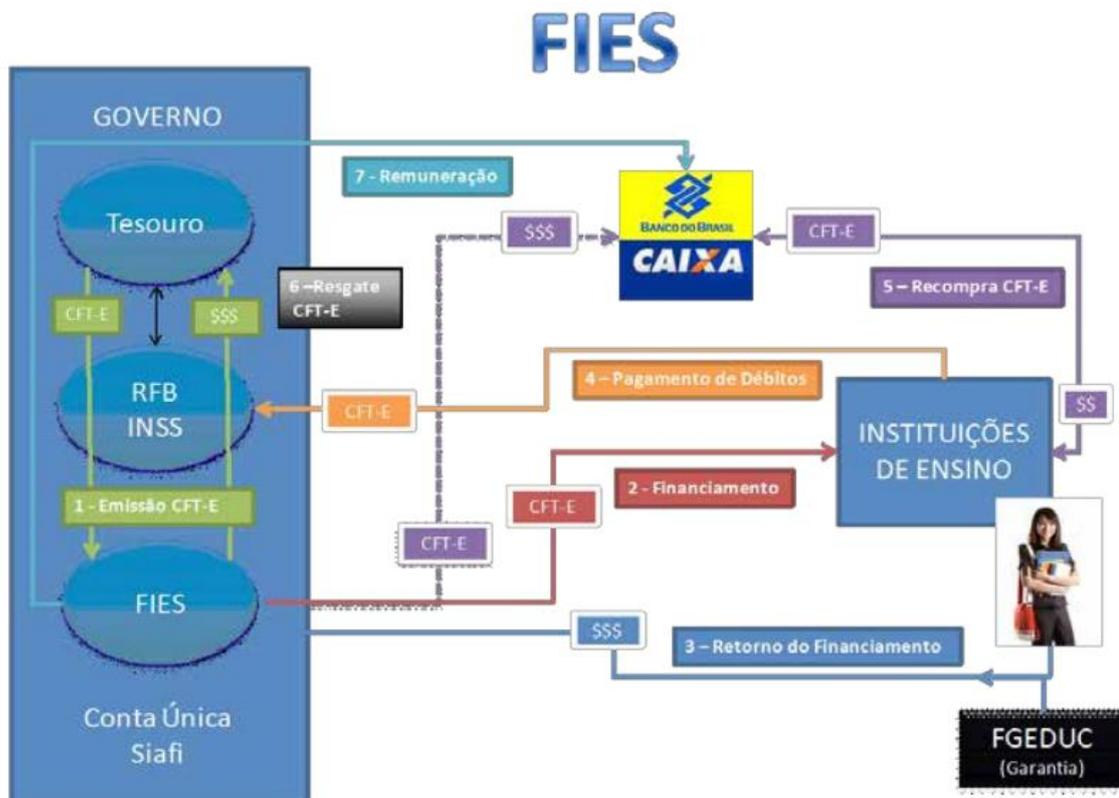 FIES
GOVERNO
7 - Remuneração
Tesouro
$$$
BANCO DO BRASIL
CAIXA
CFT-E
6 –Resgate
CFT-E
5 – Recompra CFT-E
CFT-E
$$$
4 – Pagamento de Débitos
RFB
INSS
CFT-E
$$
INSTITUIÇÕES
DE ENSINO
2 - Financiamento
1 - Emissão CFT-E
CFT-E
CFT-E
FIES
$$$
3 – Retorno do Financiamento
Conta Única
Siafi
FGEDUC
(Garantia)